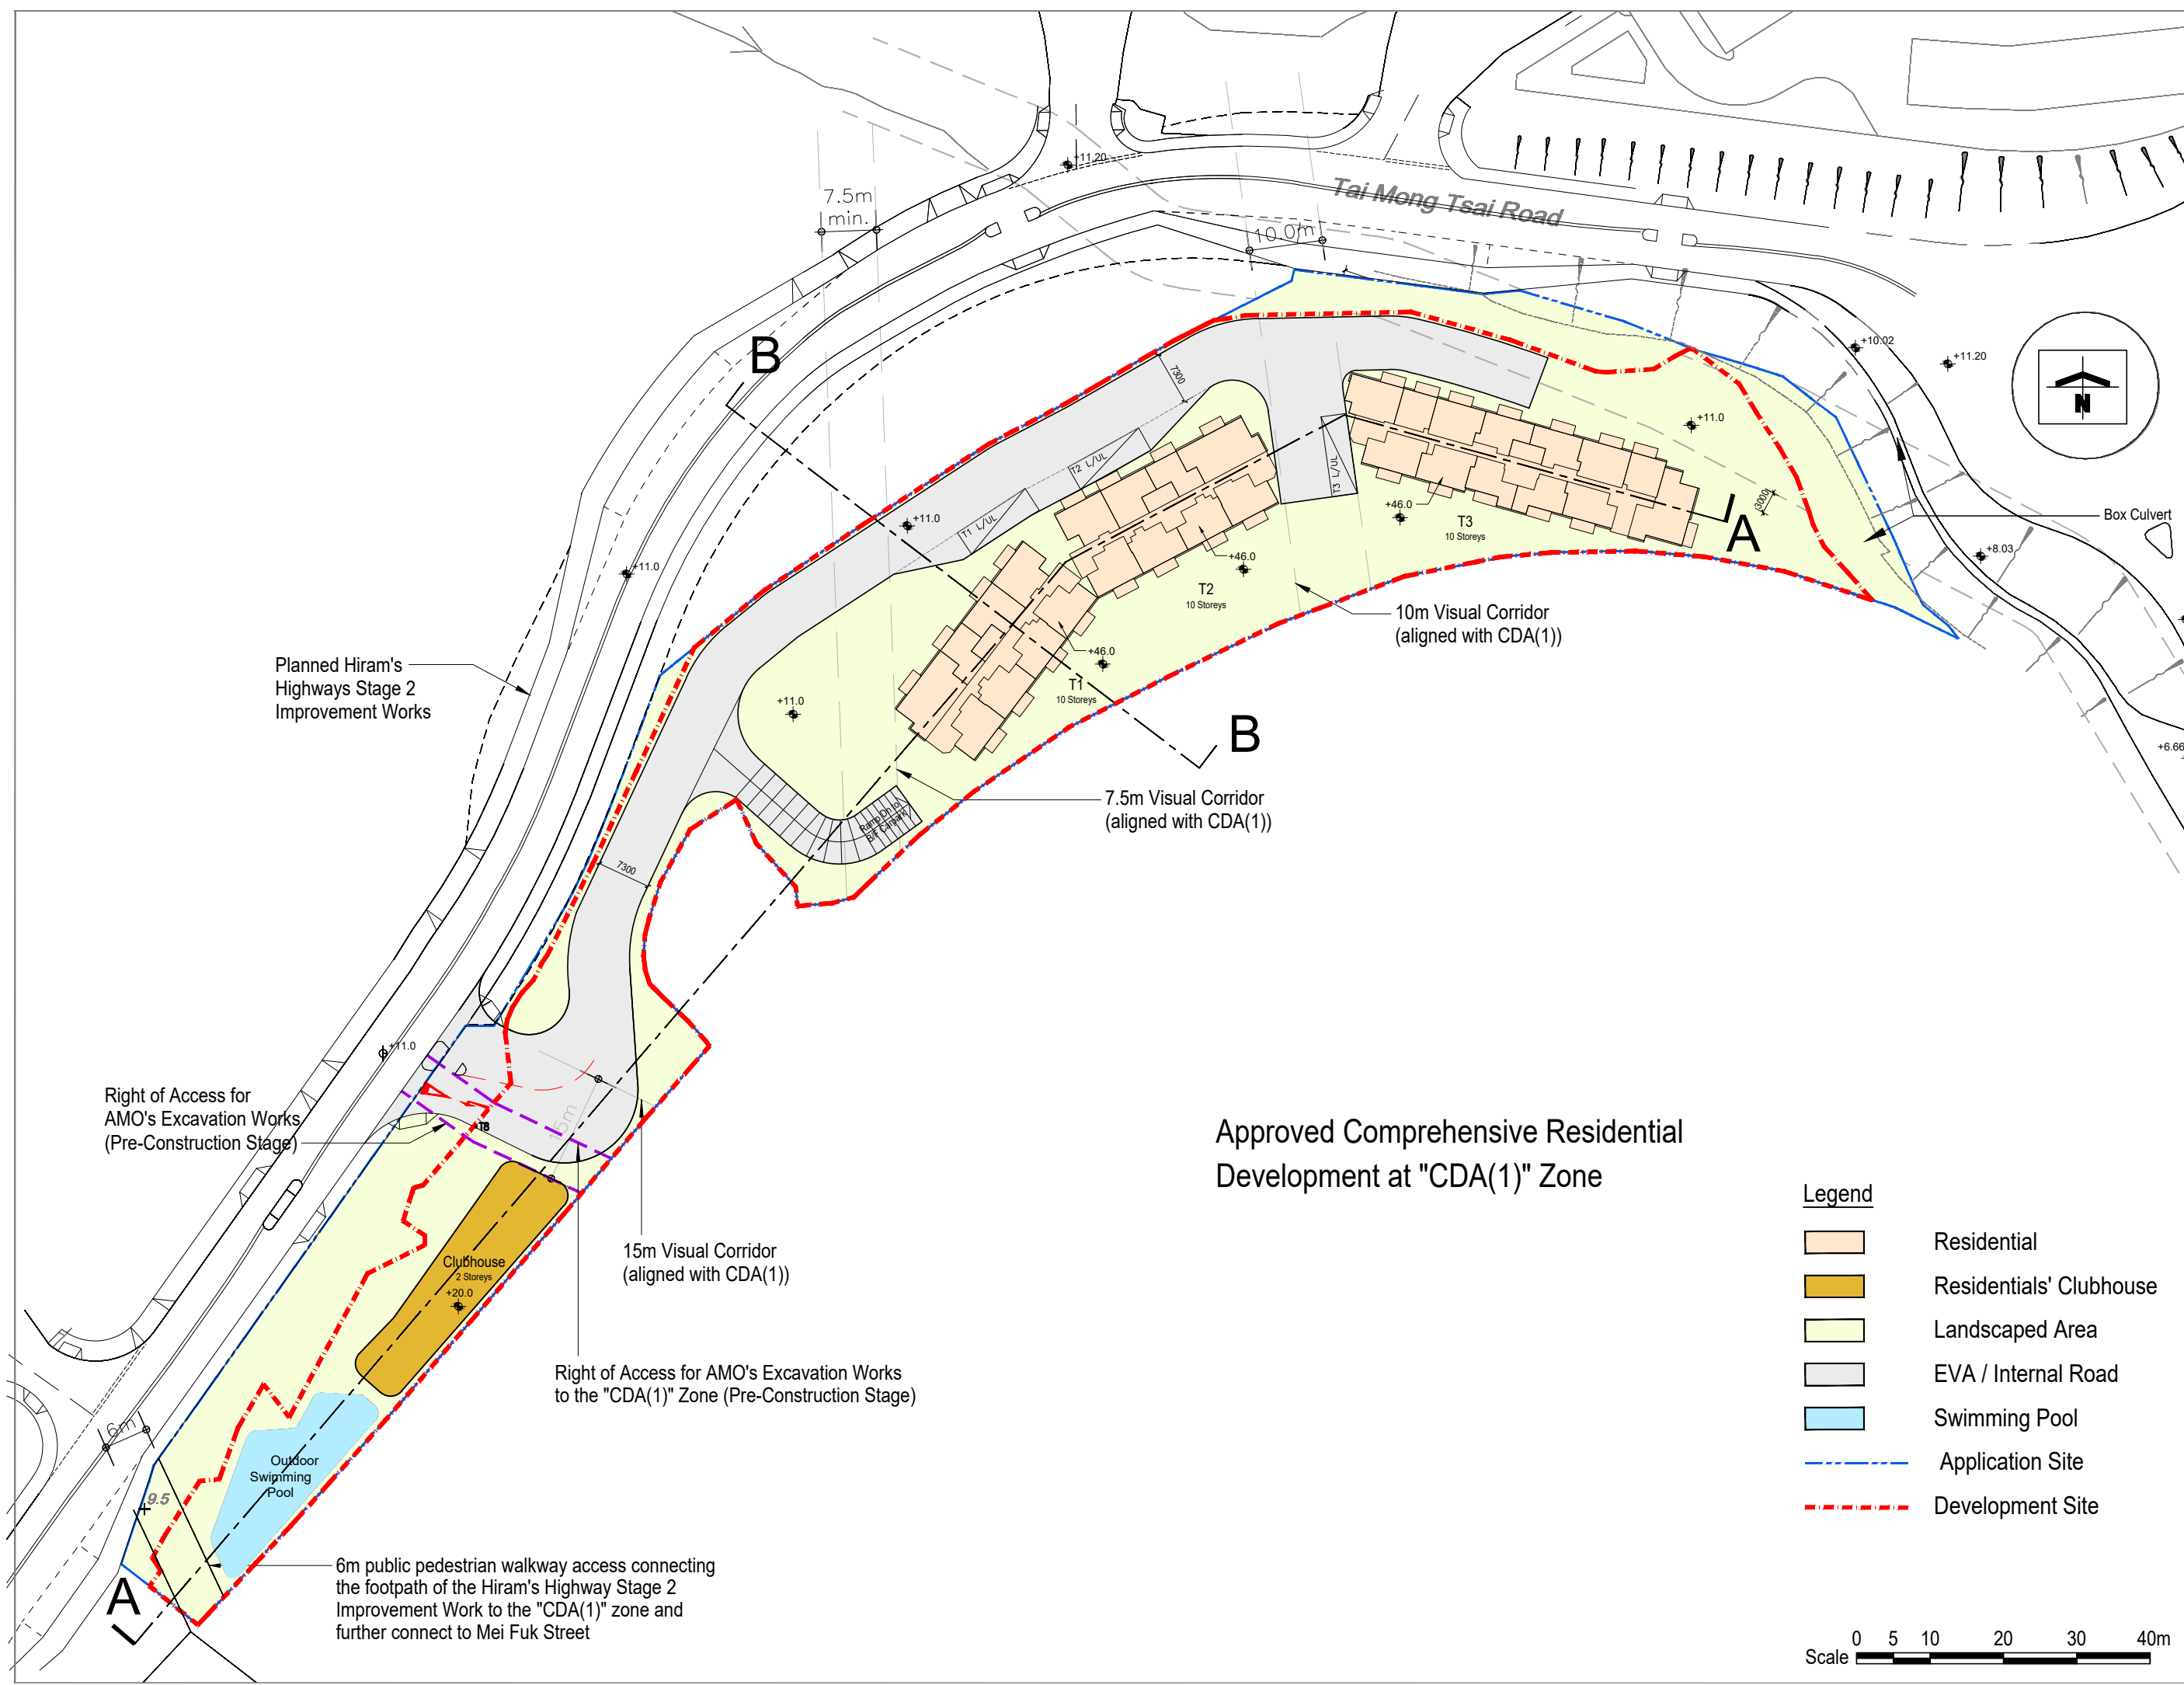 +11.20
7.5m
min.
Tai Mong Tsai Road
10.0m
B
7300
+10.02
+11.20
N
+11.0
T2 L/UL
T3 L/UL
T1 L/UL
+11.0
+46.0
3000
T3
10 Storeys
A
Box Culvert
+8.03
+11.0
+46.0
T2
10 Storeys
10m Visual Corridor
(aligned with CDA(1))
+46.0
T1
10 Storeys
Planned Hiram's
Highways Stage 2
Improvement Works
+11.0
B
+6.66
7.5m Visual Corridor
(aligned with CDA(1))
Ramp Dn to
B/F Carpark
7300
+11.0
Right of Access for
AMO's Excavation Works
(Pre-Construction Stage)
T8
15m
Approved Comprehensive Residential
Development at "CDA(1)" Zone
15m Visual Corridor
(aligned with CDA(1))
Clubhouse
2 Storeys
+20.0
Right of Access for AMO's Excavation Works
to the "CDA(1)" Zone (Pre-Construction Stage)
6m
Outdoor
Swimming
Pool
9.5
6m public pedestrian walkway access connecting
the footpath of the Hiram's Highway Stage 2
Improvement Work to the "CDA(1)" zone and
further connect to Mei Fuk Street
A
Legend
Residential
Residentials' Clubhouse
Landscaped Area
EVA / Internal Road
Swimming Pool
Application Site
Development Site
0 5 10 20 30 40m
Scale